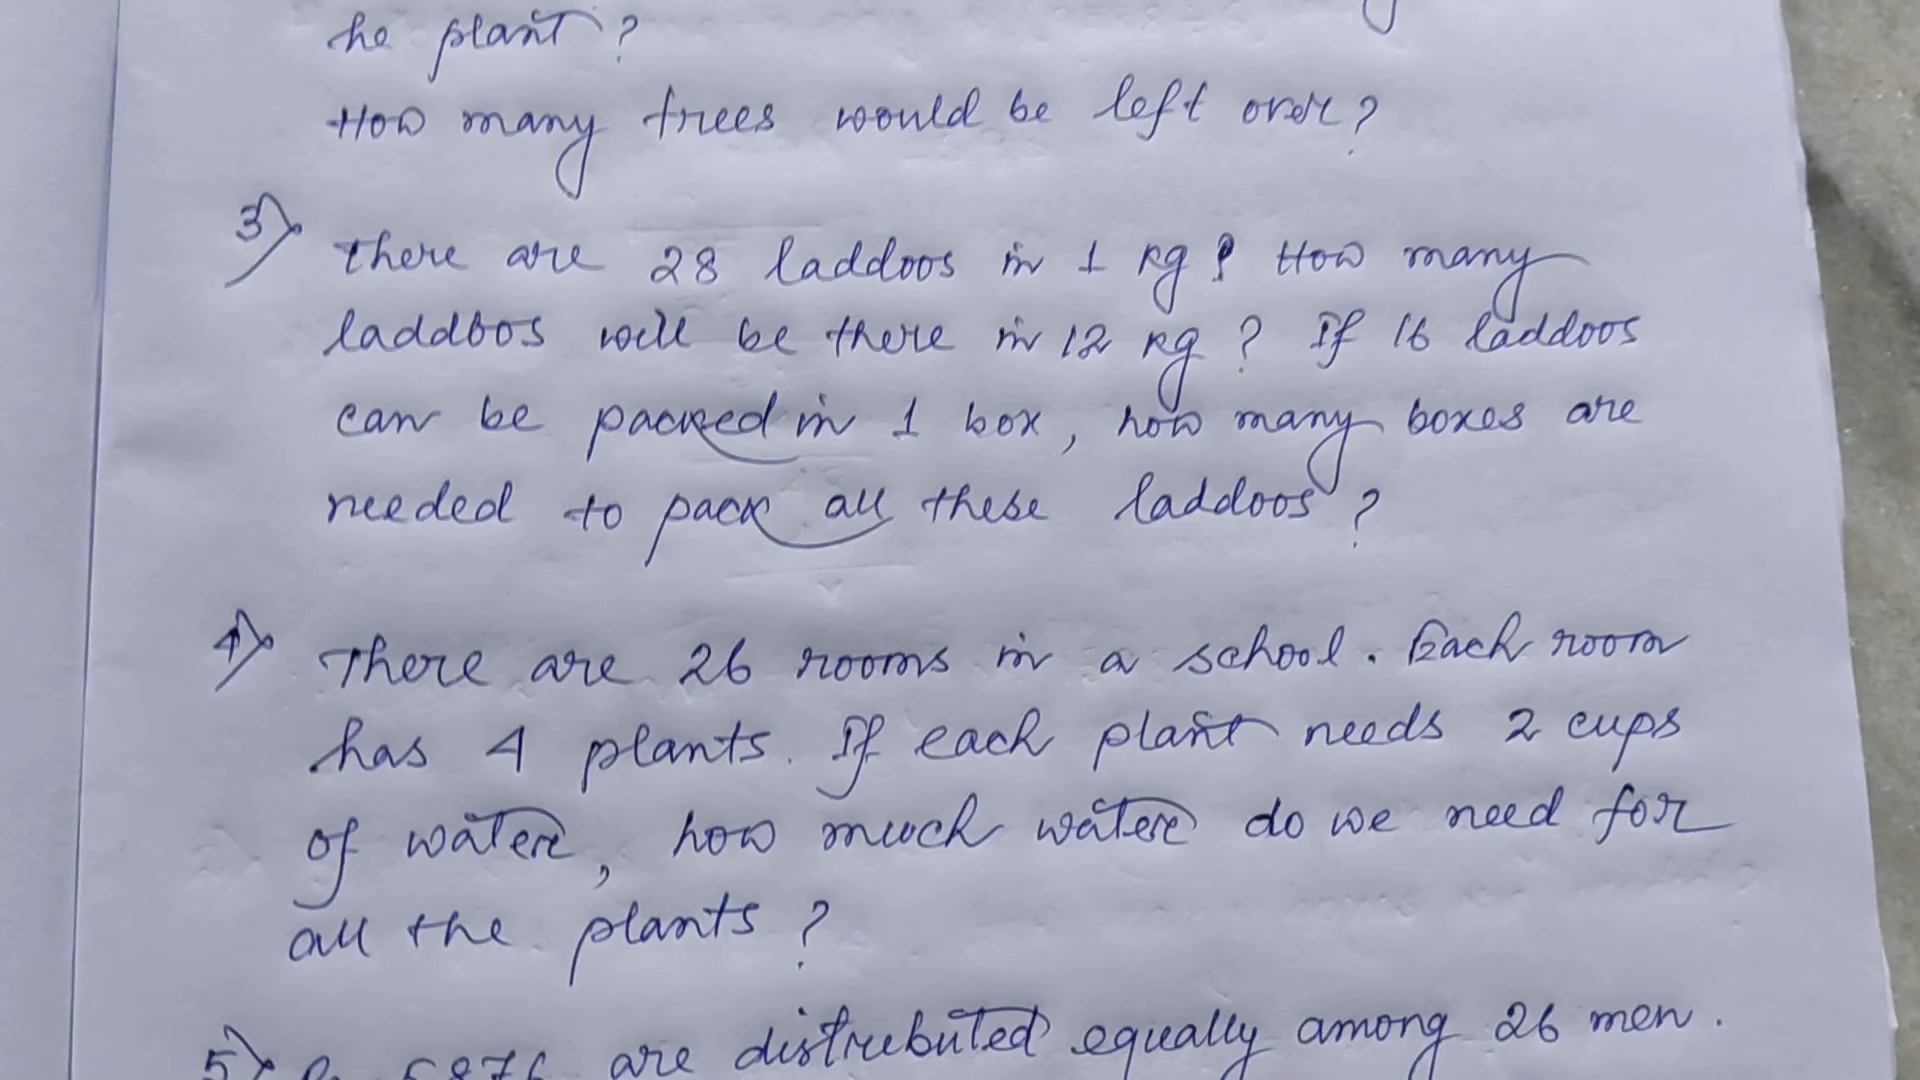 he plant?
How many trees would be left over?
3) There are 28 laddoos in 1 kg? How many
laddoos will be there in 12 kg? If 16 laddoos
can be packed in 1 box, how many boxes are
needed to pack all these laddoos?
4) There are 26 rooms in a school. Each room
has 4 plants. If each plant needs 2 cups
of water, how much water do we need for
all the plants?
5) are distributed equally among 26 men.